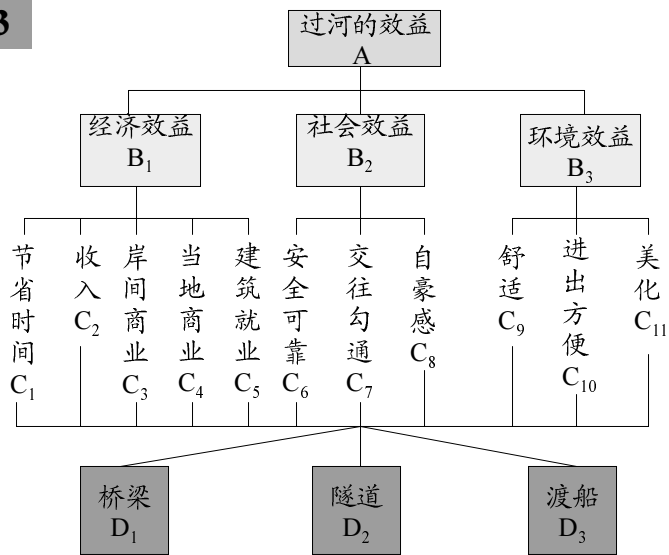 3
过河的效益
A
经济效益
B₁
社会效益
B₂
环境效益
B₃
节省时间
C₁
收入
C₂
岸间商业
C₃
当地商业
C₄
建筑就业
C₅
安全可靠
C₆
交往勾通
C₇
自豪感
C₈
舒适
C₉
进出方便
C₁₀
美化
C₁₁
桥梁
D₁
隧道
D₂
渡船
D₃